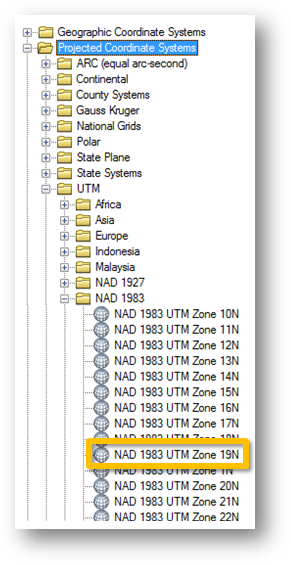 Geographic Coordinate Systems
Projected Coordinate Systems
ARC (equal arc-second)
Continental
County Systems
Gauss Kruger
National Grids
Polar
State Plane
State Systems
UTM
Africa
Asia
Europe
Indonesia
Malaysia
NAD 1927
NAD 1983
NAD 1983 UTM Zone 10N
NAD 1983 UTM Zone 11N
NAD 1983 UTM Zone 12N
NAD 1983 UTM Zone 13N
NAD 1983 UTM Zone 14N
NAD 1983 UTM Zone 15N
NAD 1983 UTM Zone 16N
NAD 1983 UTM Zone 17N
NAD 1983 UTM Zone 18N
NAD 1983 UTM Zone 19N
NAD 1983 UTM Zone 1N
NAD 1983 UTM Zone 20N
NAD 1983 UTM Zone 21N
NAD 1983 UTM Zone 22N